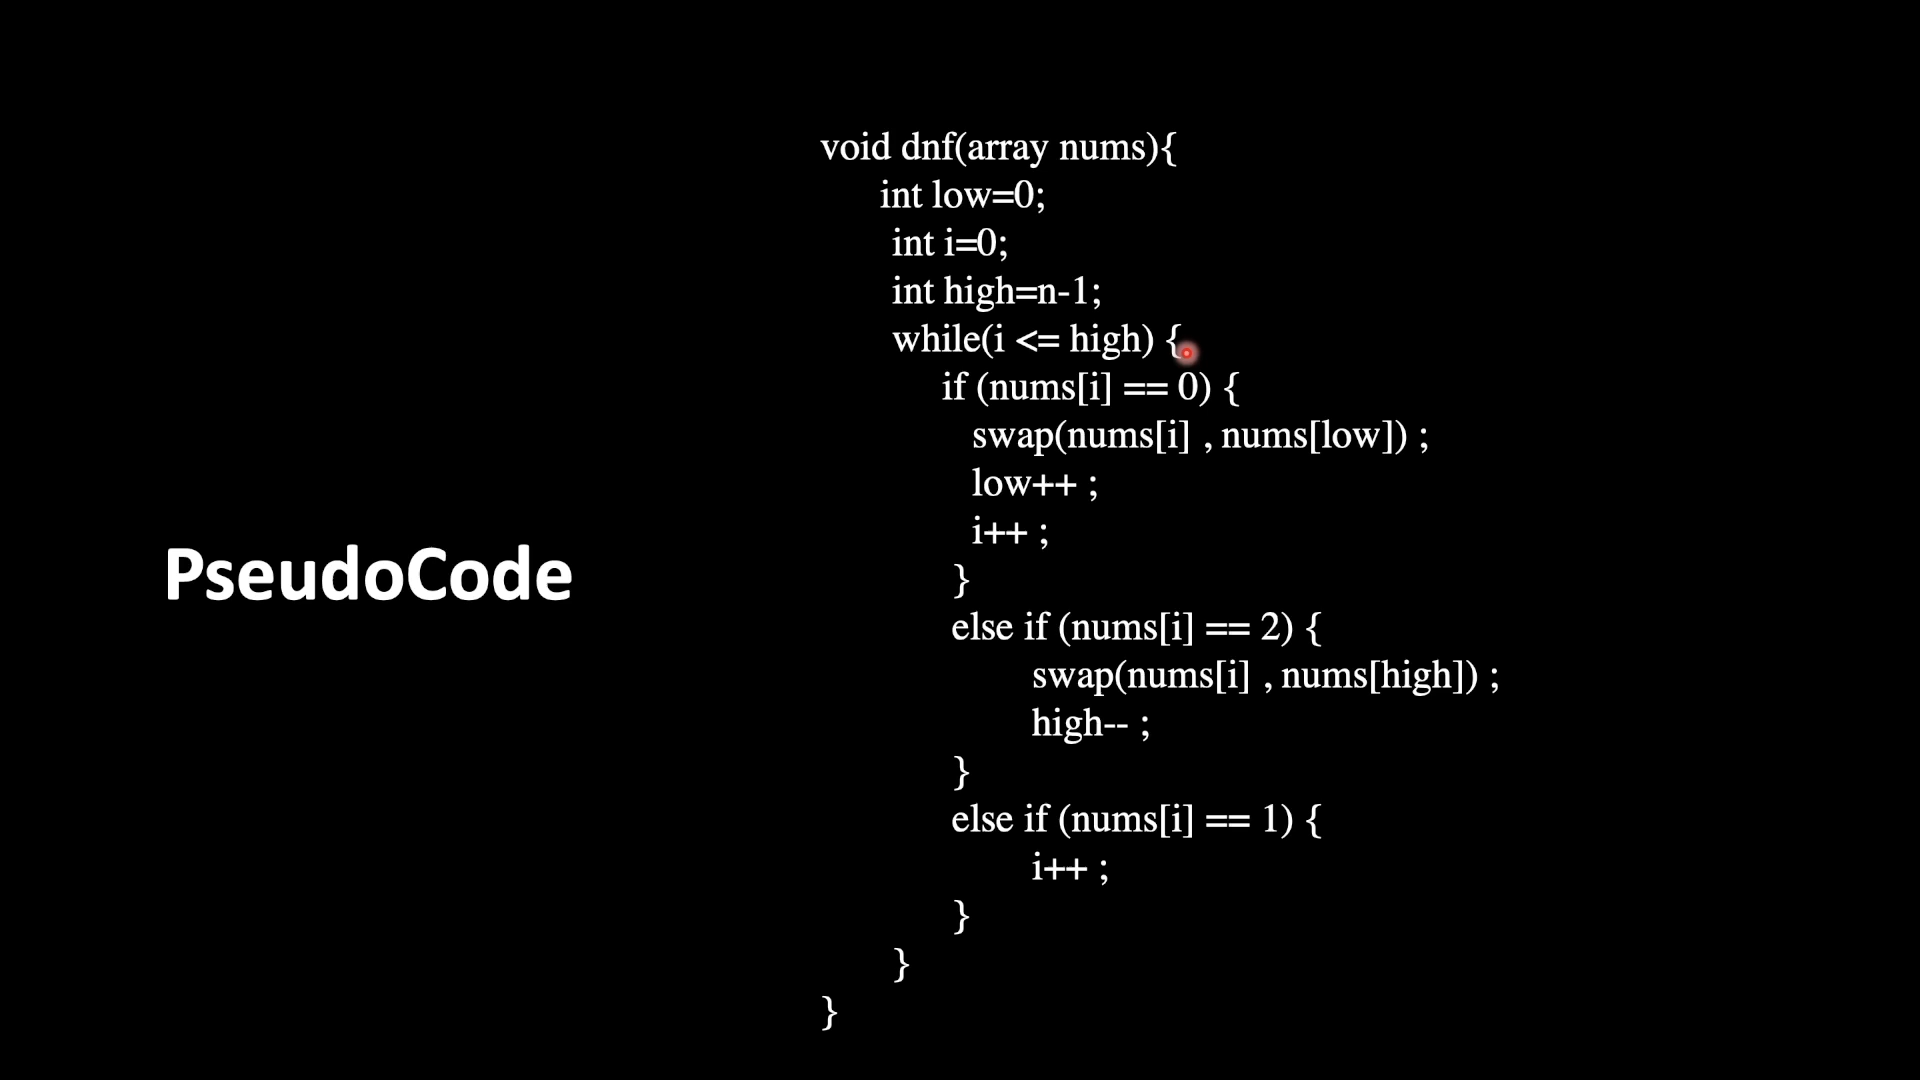 PseudoCode
void dnf(array nums){
int low=0;
int i=0;
int high=n-1;
while(i <= high) {
if (nums[i] == 0) {
swap(nums[i] , nums[low]) ;
low++ ;
i++ ;
}
else if (nums[i] == 2) {
swap(nums[i] , nums[high]) ;
high-- ;
}
else if (nums[i] == 1) {
i++ ;
}
}
}